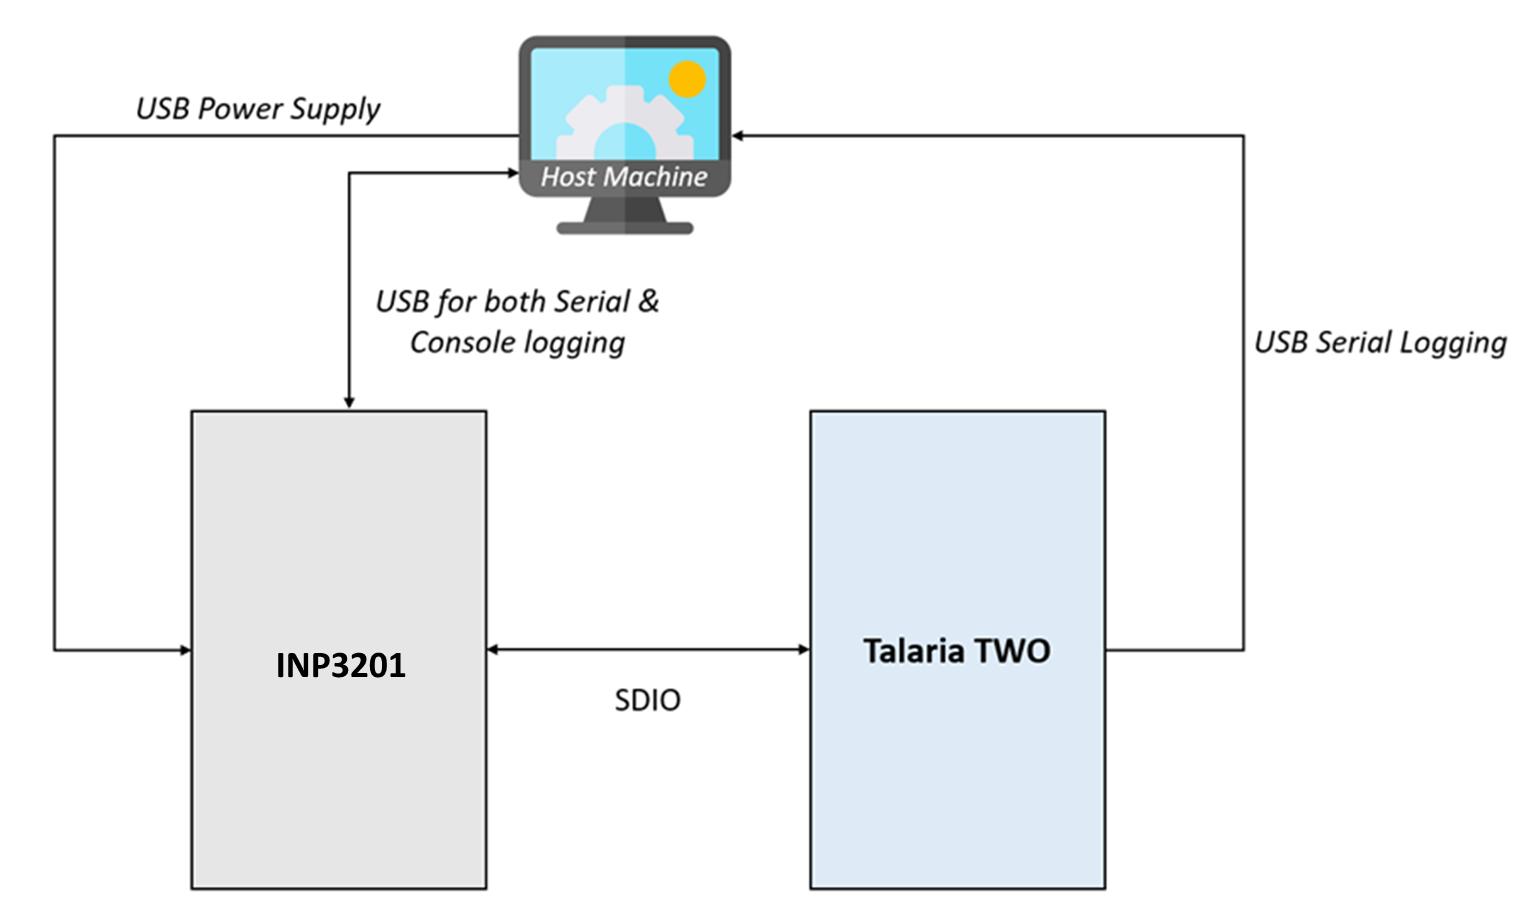 USB Power Supply
Host Machine
USB for both Serial &
Console logging
USB Serial Logging
INP3201
Talaria TWO
SDIO